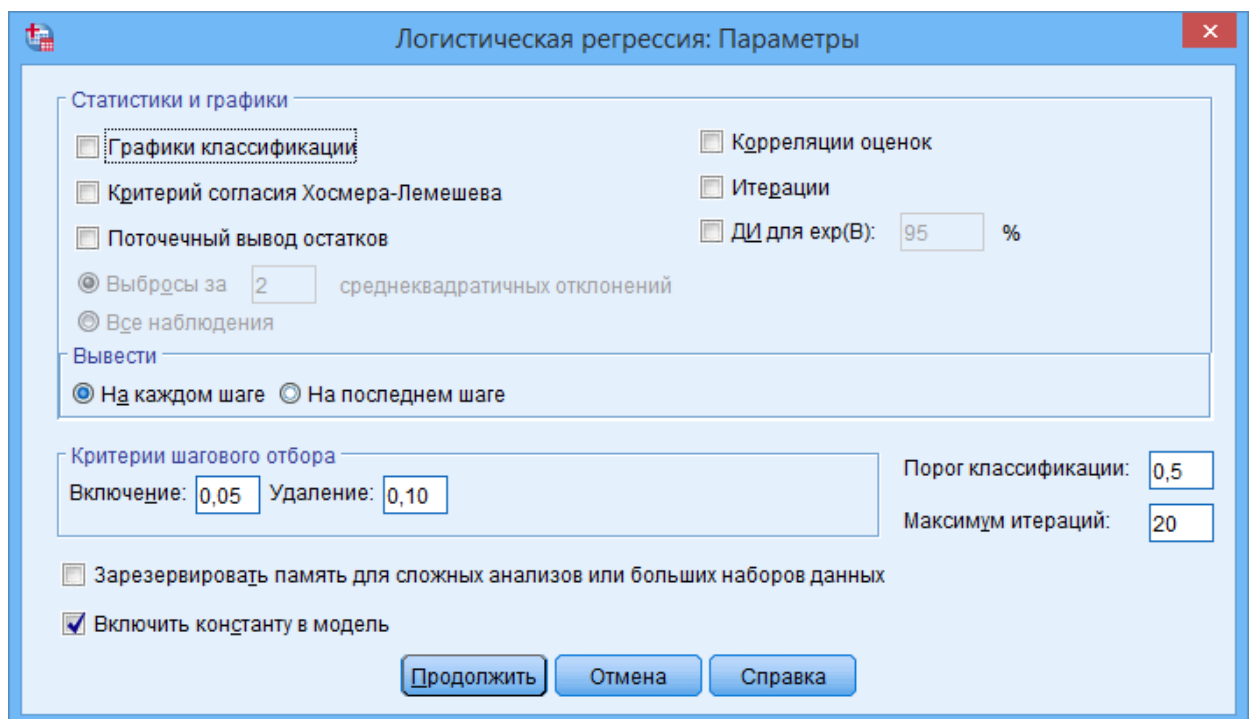 Логистическая регрессия: Параметры
Статистики и графики
Графики классификации
Корреляции оценок
Критерий согласия Хосмера-Лемешева
Итерации
Поточечный вывод остатков
ДИ для exp(B): 95 %
Выбросы за 2 среднеквадратичных отклонений
Все наблюдения
Вывести
На каждом шаге На последнем шаге
Критерии шагового отбора
Включение: 0,05 Удаление: 0,10
Порог классификации: 0,5
Максимум итераций: 20
Зарезервировать память для сложных анализов или больших наборов данных
Включить константу в модель
Продолжить Отмена Справка